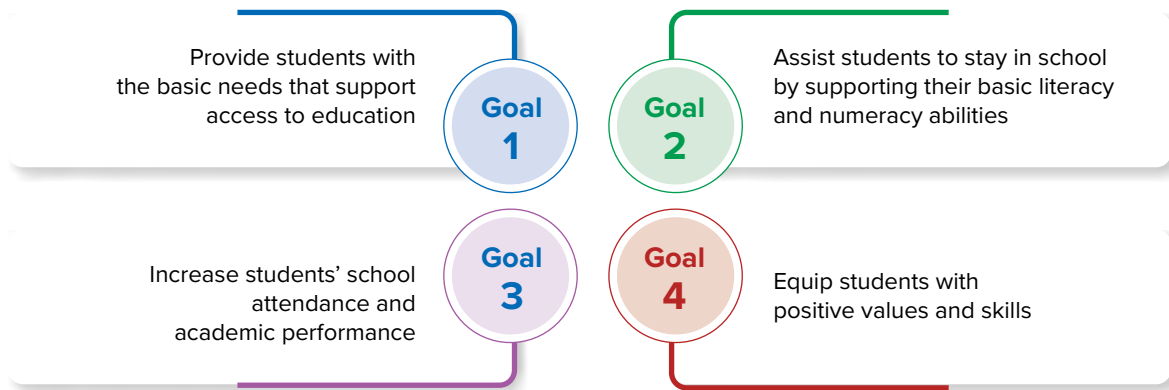 Provide students with
the basic needs that support
access to education
Goal
1
Goal
2
Assist students to stay in school
by supporting their basic literacy
and numeracy abilities
Increase students’ school
attendance and
academic performance
Goal
3
Goal
4
Equip students with
positive values and skills